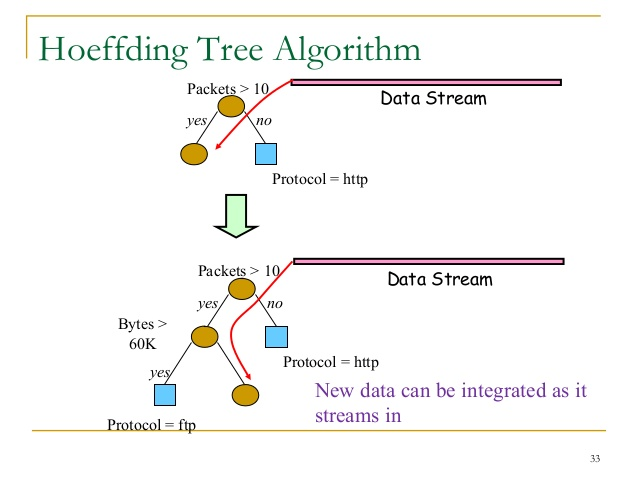 Hoeffding Tree Algorithm
Packets > 10
Data Stream
yes
no
Protocol = http
Packets > 10
Data Stream
yes
no
Bytes >
60K
Protocol = http
yes
New data can be integrated as it
streams in
Protocol = ftp
33